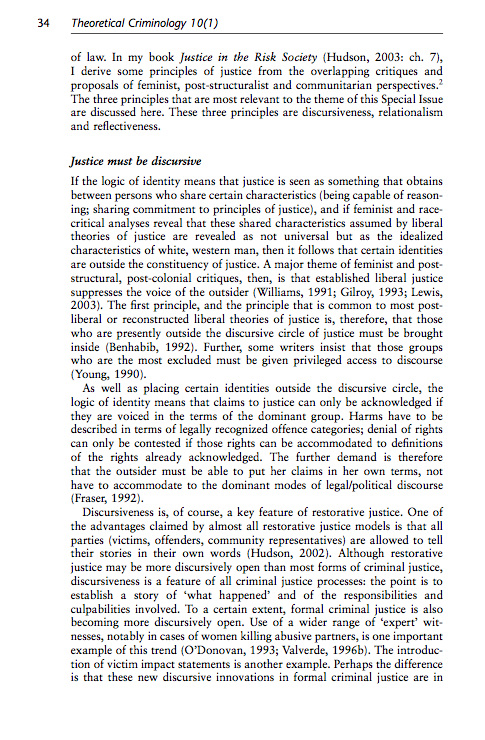 34 Theoretical Criminology 10(1)
of law. In my book Justice in the Risk Society (Hudson, 2003: ch. 7),
I derive some principles of justice from the overlapping critiques and
proposals of feminist, post-structuralist and communitarian perspectives.2
The three principles that are most relevant to the theme of this Special Issue
are discussed here. These three principles are discursiveness, relationalism
and reflectiveness.
Justice must be discursive
If the logic of identity means that justice is seen as something that obtains
between persons who share certain characteristics (being capable of reason-
ing; sharing commitment to principles of justice), and if feminist and race-
critical analyses reveal that these shared characteristics assumed by liberal
theories of justice are revealed as not universal but as the idealized
characteristics of white, western man, then it follows that certain identities
are outside the constituency of justice. A major theme of feminist and post-
structural, post-colonial critiques, then, is that established liberal justice
suppresses the voice of the outsider (Williams, 1991; Gilroy, 1993; Lewis,
2003). The first principle, and the principle that is common to most post-
liberal or reconstructed liberal theories of justice is, therefore, that those
who are presently outside the discursive circle of justice must be brought
inside (Benhabib, 1992). Further, some writers insist that those groups
who are the most excluded must be given privileged access to discourse
(Young, 1990).
As well as placing certain identities outside the discursive circle, the
logic of identity means that claims to justice can only be acknowledged if
they are voiced in the terms of the dominant group. Harms have to be
described in terms of legally recognized offence categories; denial of rights
can only be contested if those rights can be accommodated to definitions
of the rights already acknowledged. The further demand is therefore
that the outsider must be able to put her claims in her own terms, not
have to accommodate to the dominant modes of legal/political discourse
(Fraser, 1992).
Discursiveness is, of course, a key feature of restorative justice. One of
the advantages claimed by almost all restorative justice models is that all
parties (victims, offenders, community representatives) are allowed to tell
their stories in their own words (Hudson, 2002). Although restorative
justice may be more discursively open than most forms of criminal justice,
discursiveness is a feature of all criminal justice processes: the point is to
establish a story of ‘what happened’ and of the responsibilities and
culpabilities involved. To a certain extent, formal criminal justice is also
becoming more discursively open. Use of a wider range of ‘expert’ wit-
nesses, notably in cases of women killing abusive partners, is one important
example of this trend (O’Donovan, 1993; Valverde, 1996b). The introduc-
tion of victim impact statements is another example. Perhaps the difference
is that these new discursive innovations in formal criminal justice are in